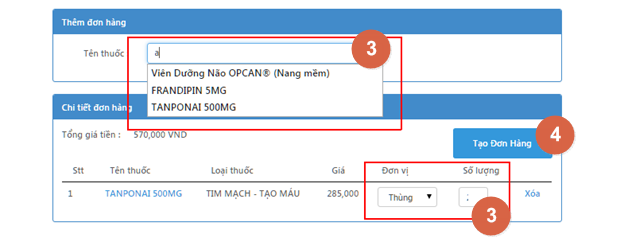 Thêm đơn hàng
Tên thuốc a 3
Viên Dưỡng Não OPCAN® (Nang mềm)
FRANDIPIN 5MG
TANPONAI 500MG
Chi tiết đơn hàng
Tổng giá tiền : 570,000 VND
Tạo Đơn Hàng 4
Stt Tên thuốc Loại thuốc Giá Đơn vị Số lượng
1 TANPONAI 500MG TIM MẠCH - TẠO MÁU 285,000 Thùng Xóa
3